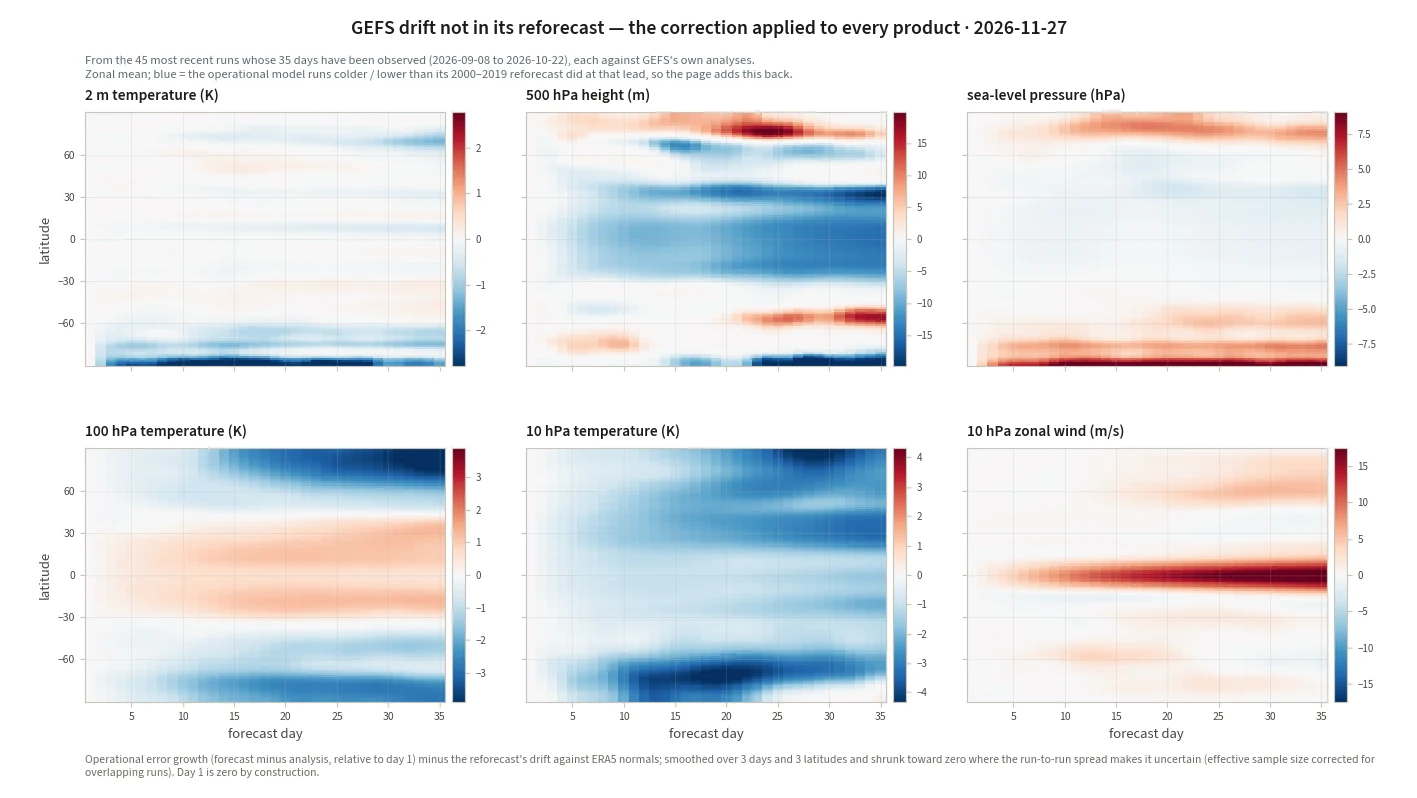 GEFS drift not in its reforecast — the correction applied to every product · 2026-11-27
From the 45 most recent runs whose 35 days have been observed (2026-09-08 to 2026-10-22), each against GEFS's own analyses.
Zonal mean; blue = the operational model runs colder / lower than its 2000–2019 reforecast did at that lead, so the page adds this back.
2 m temperature (K)
500 hPa height (m)
sea-level pressure (hPa)
latitude
60
30
0
−30
−60
2
1
0
−1
−2
15
10
5
0
−5
−10
−15
7.5
5.0
2.5
0.0
−2.5
−5.0
−7.5
100 hPa temperature (K)
10 hPa temperature (K)
10 hPa zonal wind (m/s)
latitude
60
30
0
−30
−60
3
2
1
0
−1
−2
−3
4
3
2
1
0
−1
−2
−3
−4
15
10
5
0
−5
−10
−15
5 10 15 20 25 30 35
5 10 15 20 25 30 35
5 10 15 20 25 30 35
forecast day
forecast day
forecast day
Operational error growth (forecast minus analysis, relative to day 1) minus the reforecast's drift against ERA5 normals; smoothed over 3 days and 3 latitudes and shrunk toward zero where the run-to-run spread makes it uncertain (effective sample size corrected for
overlapping runs). Day 1 is zero by construction.